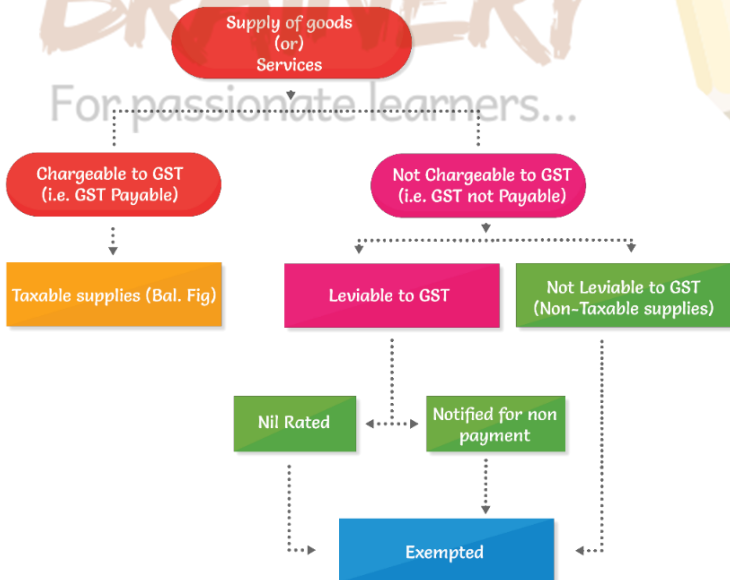 BRAINERY
For passionate learners...
Supply of goods
(or)
Services
Chargeable to GST
(i.e. GST Payable)
Not Chargeable to GST
(i.e. GST not Payable)
Taxable supplies (Bal. Fig)
Leviable to GST
Not Leviable to GST
(Non-Taxable supplies)
Nil Rated
Notified for non
payment
Exempted